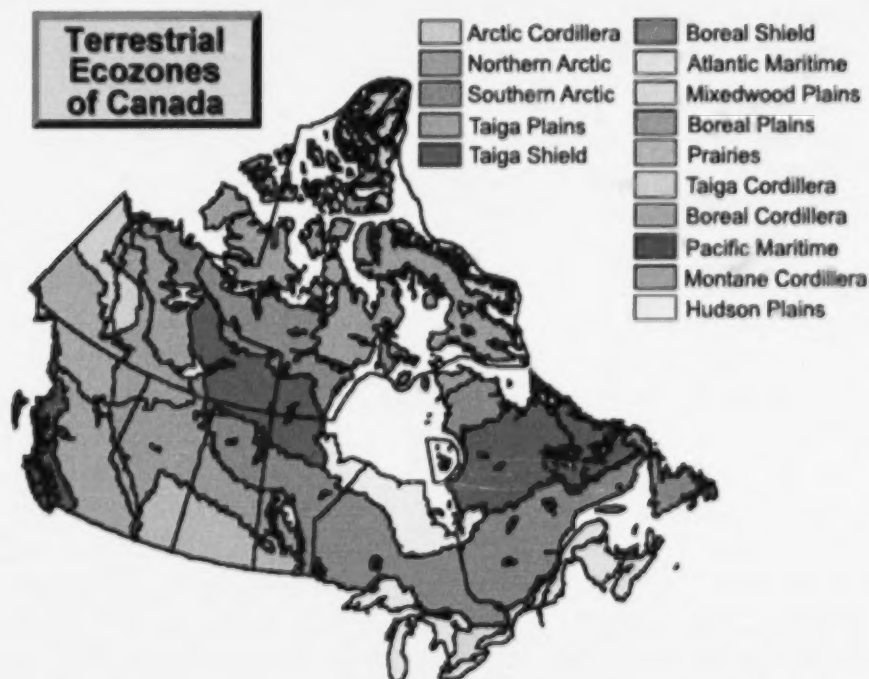 Terrestrial
Ecozones
of Canada
Arctic Cordillera
Northern Arctic
Southern Arctic
Taiga Plains
Taiga Shield
Boreal Shield
Atlantic Maritime
Mixedwood Plains
Boreal Plains
Prairies
Taiga Cordillera
Boreal Cordillera
Pacific Maritime
Montane Cordillera
Hudson Plains